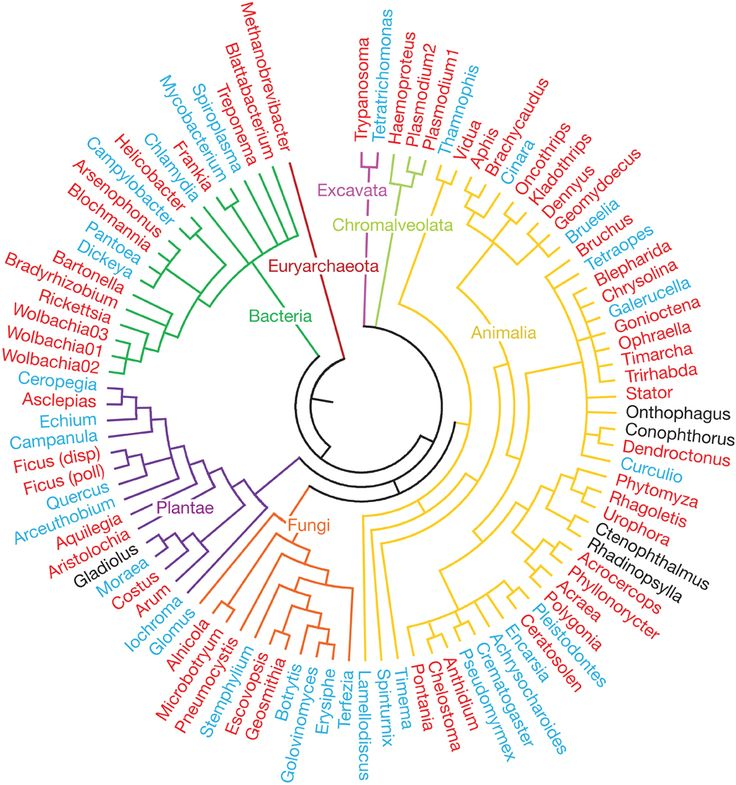 Trypanosoma
Tetratrichomonas
Haemoproteus
Plasmodium2
Plasmodium1
Thamnophis
Vidua
Aphis
Brachycaudus
Cinara
Oncothrips
Kladothrips
Dennyus
Geomydoecus
Brueelia
Bruchus
Tetraopes
Blepharida
Chrysolina
Galerucella
Gonioctena
Ophraella
Timarcha
Trirhabda
Stator
Onthophagus
Conophthorus
Dendroctonus
Curculio
Phytomyza
Rhagoletis
Urophora
Ctenophthalmus
Rhadinopsylla
Acrocercops
Phyllonorycter
Acraea
Polygonia
Ceratosolen
Pleistodontes
Encarsia
Achrysocharoides
Crematogaster
Pseudomyrmex
Anthidium
Chelostoma
Pontania
Timema
Spinturnix
Lamellodiscus
Terfezia
Erysiphe
Golovinomyces
Botrytis
Geosmithia
Escovopsis
Stemphylium
Pneumocystis
Microbotryum
Alnicola
Glomus
Iochroma
Arum
Costus
Moraea
Gladiolus
Aristolochia
Aquilegia
Arceuthobium
Quercus
Ficus (poll)
Ficus (disp)
Campanula
Echium
Asclepias
Ceropegia
Wolbachia02
Wolbachia01
Wolbachia03
Rickettsia
Bradyrhizobium
Bartonella
Dickeya
Pantoea
Blochmannia
Arsenophonus
Campylobacter
Helicobacter
Chlamydia
Frankia
Mycobacterium
Spiroplasma
Treponema
Blattabacterium
Methanobrevibacter
Excavata
Chromalveolata
Euryarchaeota
Bacteria
Animalia
Plantae
Fungi